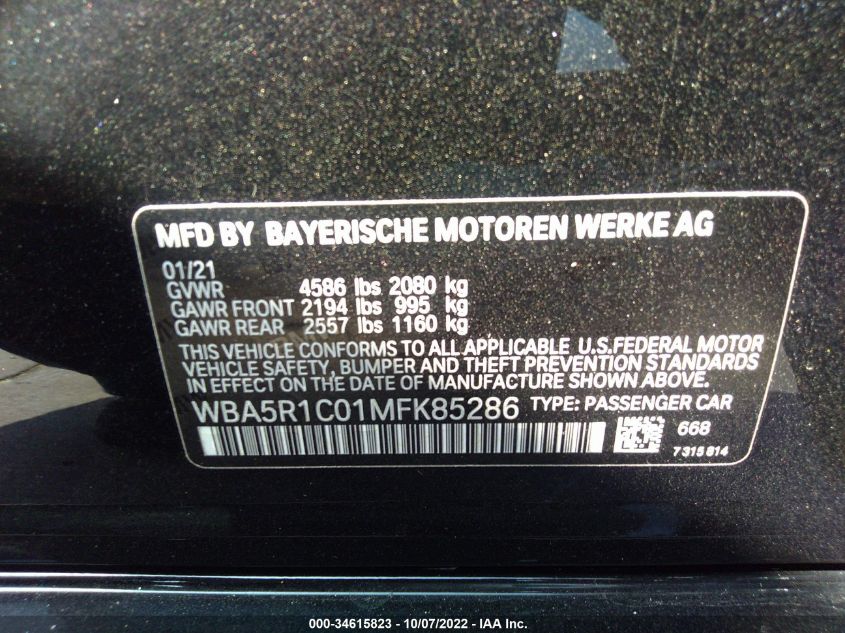 MFD BY BAYERISCHE MOTOREN WERKE AG
01/21
GVWR 4586 lbs 2080 kg
GAWR FRONT 2194 lbs 995 kg
GAWR REAR 2557 lbs 1160 kg
THIS VEHICLE CONFORMS TO ALL APPLICABLE U.S.FEDERAL MOTOR
VEHICLE SAFETY, BUMPER AND THEFT PREVENTION STANDARDS
IN EFFECT ON THE DATE OF MANUFACTURE SHOWN ABOVE.
WBA5R1C01MFK85286 TYPE: PASSENGER CAR
668
7315814
000-34615823 - 10/07/2022 - IAA Inc.